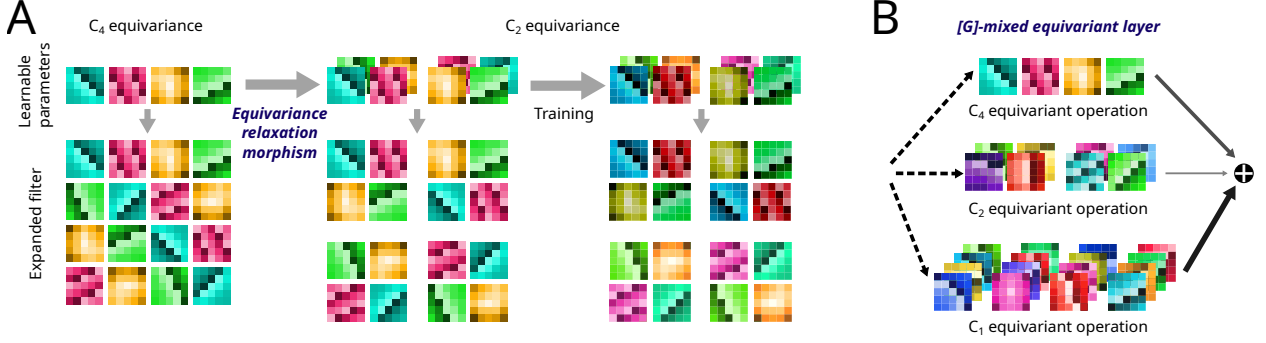 A
C4 equivariance
C2 equivariance
Learnable
parameters
Equivariance
relaxation
morphism
Training
Expanded filter
B
[G]-mixed equivariant layer
C4 equivariant operation
C2 equivariant operation
C1 equivariant operation